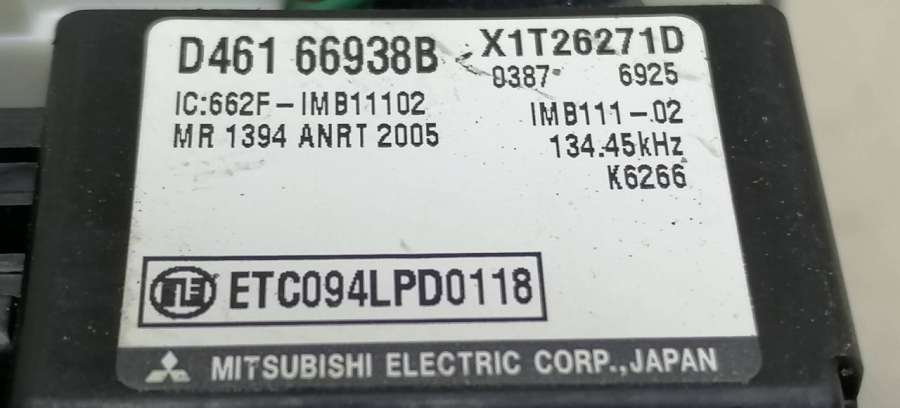 D461 66938B X1T26271D
0387 6925
IC:662F-IMB11102 IMB111-02
MR 1394 ANRT 2005 134.45kHz
K6266
ETC094LPD0118
MITSUBISHI ELECTRIC CORP.,JAPAN